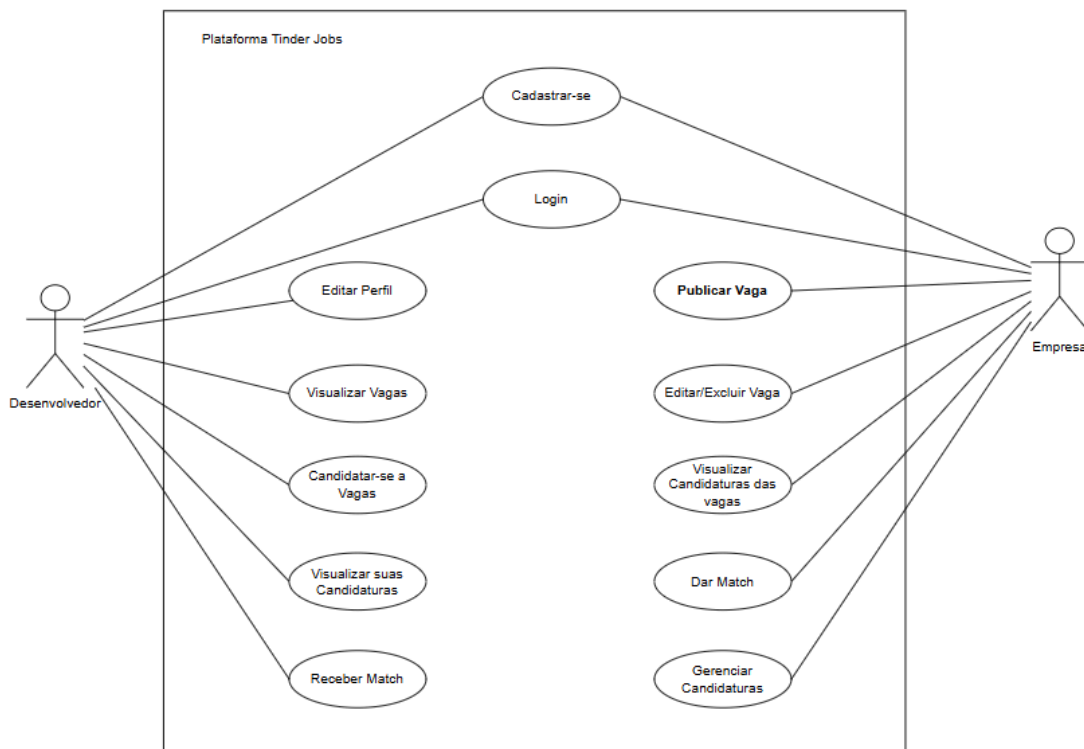 Plataforma Tinder Jobs
Cadastrar-se
Login
Editar Perfil
Publicar Vaga
Empresa
Visualizar Vagas
Editar/Excluir Vaga
Desenvolvedor
Candidatar-se a
Vagas
Visualizar
Candidaturas das
vagas
Visualizar suas
Candidaturas
Dar Match
Receber Match
Gerenciar
Candidaturas